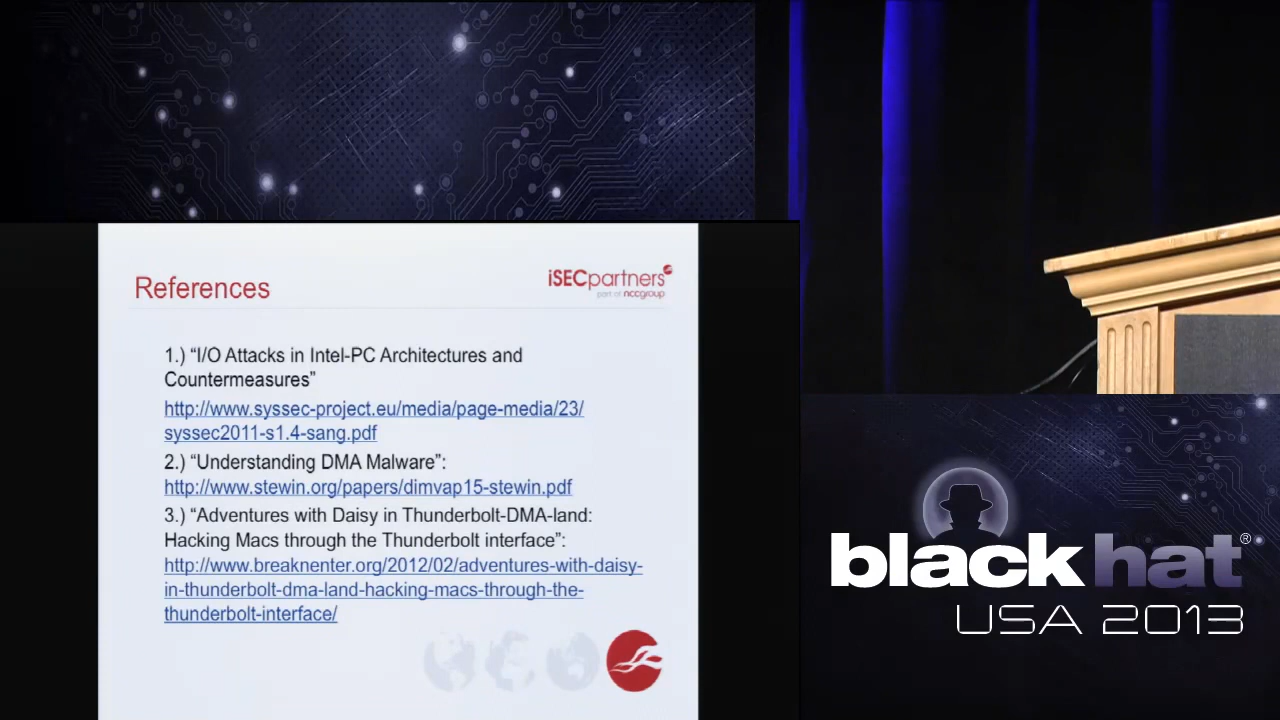 References
iSECpartners
part of nccgroup
1.) “I/O Attacks in Intel-PC Architectures and
Countermeasures”
http://www.syssec-project.eu/media/page-media/23/
syssec2011-s1.4-sang.pdf
2.) “Understanding DMA Malware”:
http://www.stewin.org/papers/dimvap15-stewin.pdf
3.) “Adventures with Daisy in Thunderbolt-DMA-land:
Hacking Macs through the Thunderbolt interface”:
http://www.breaknenter.org/2012/02/adventures-with-daisy-
in-thunderbolt-dma-land-hacking-macs-through-the-
thunderbolt-interface/
black hat®
USA 2013